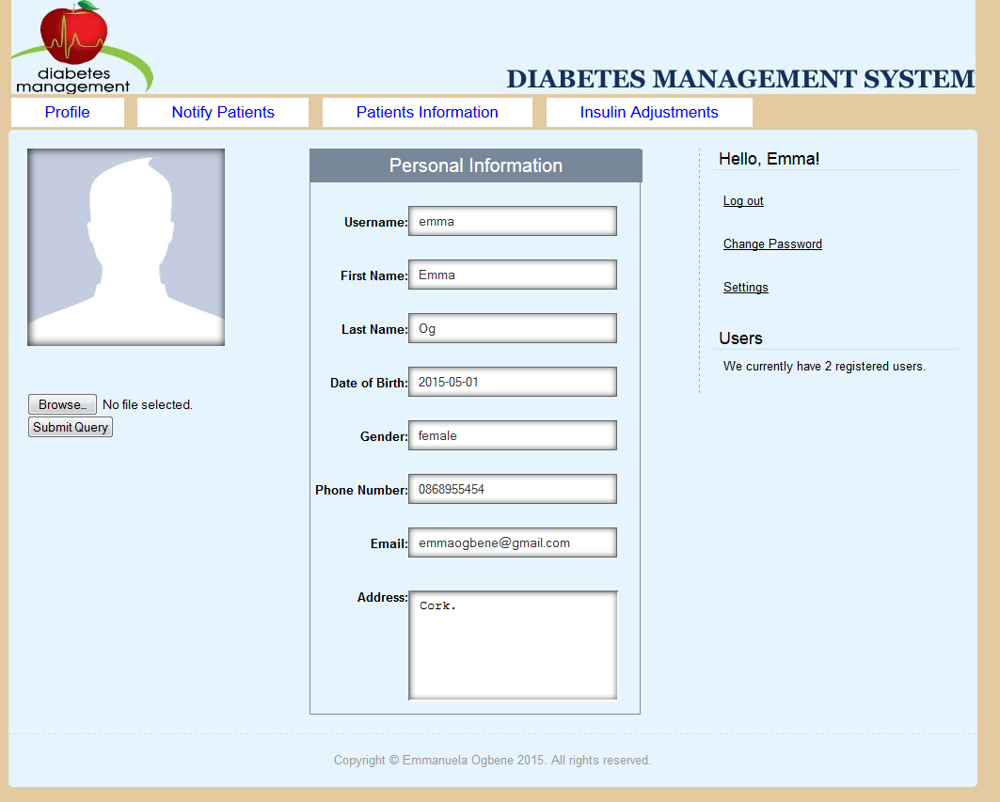 diabetes
management
DIABETES MANAGEMENT SYSTEM
Profile
Notify Patients
Patients Information
Insulin Adjustments
Browse_ No file selected.
Submit Query
Personal Information
Username: emma
First Name: Emma
Last Name: Og
Date of Birth: 2015-05-01
Gender: female
Phone Number: 0868955454
Email: emmaogbene@gmail.com
Address: Cork.
Hello, Emma!
Log out
Change Password
Settings
Users
We currently have 2 registered users.
Copyright © Emmanuela Ogbene 2015. All rights reserved.